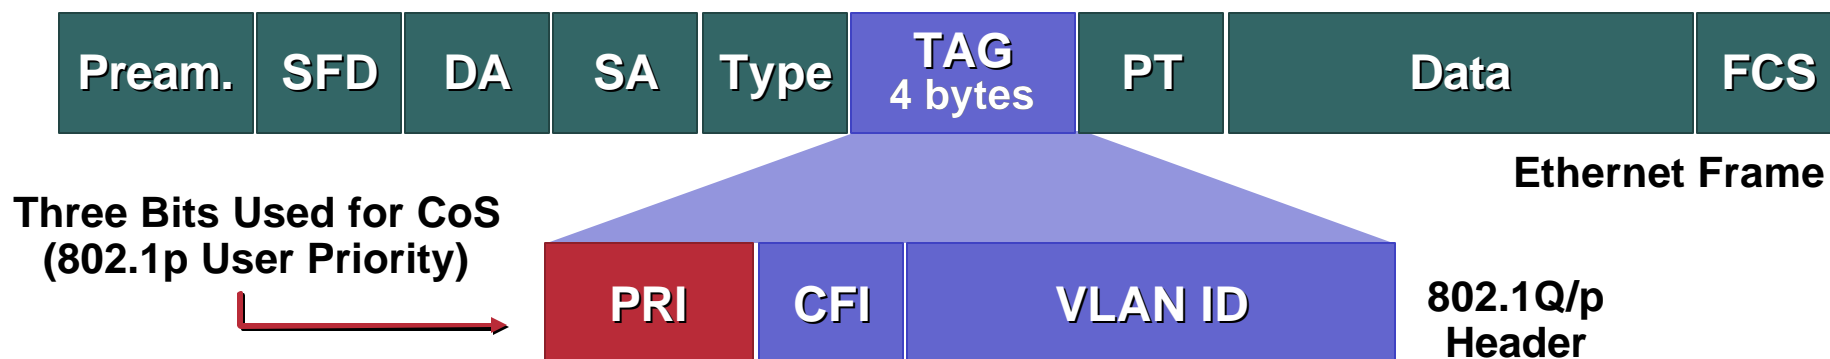 Pream. SFD DA SA Type TAG PT Data FCS
4 bytes
Ethernet Frame
Three Bits Used for CoS
(802.1p User Priority)
PRI CFI VLAN ID
802.1Q/p
Header